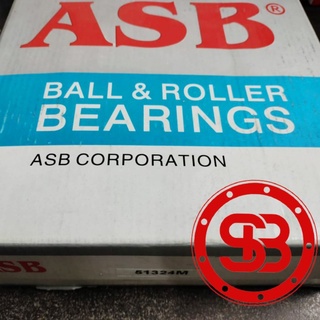 ASB®
BALL & ROLLER
BEARINGS
ASB CORPORATION
SB
ASB
51324M